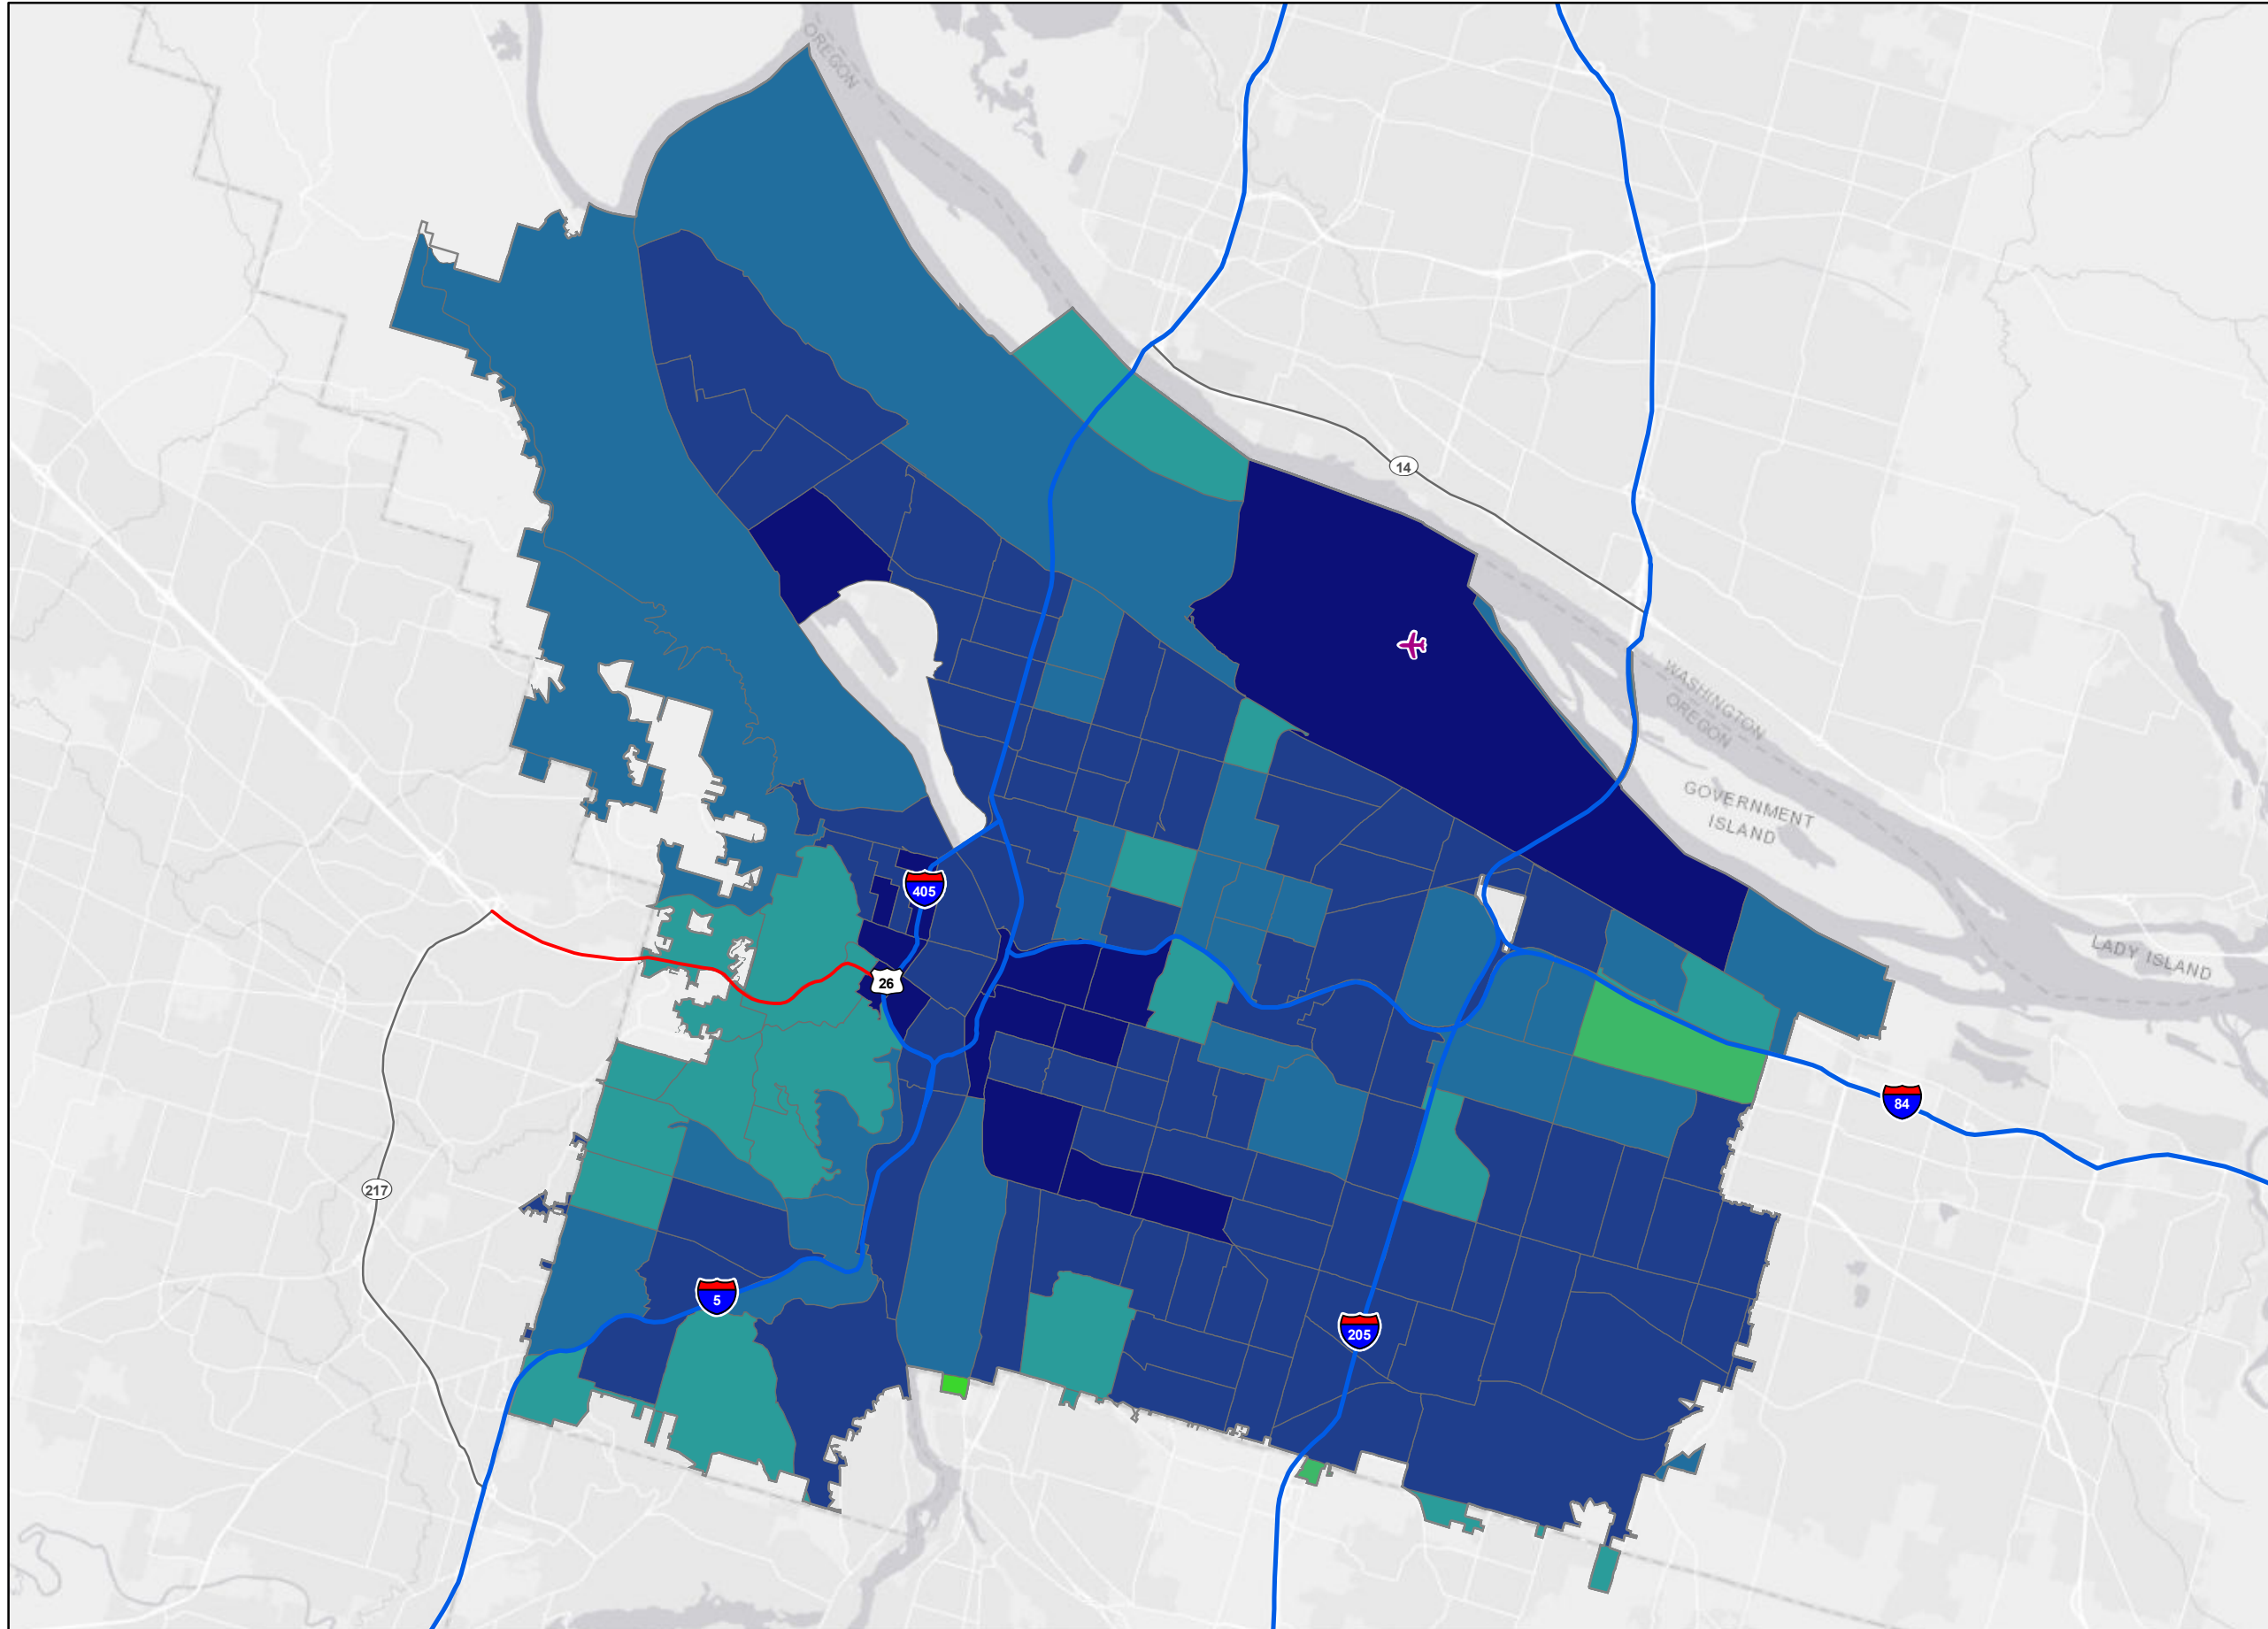 OREGON
14
WASHINGTON
OREGON
GOVERNMENT
ISLAND
405
LADY ISLAND
26
84
217
5
205